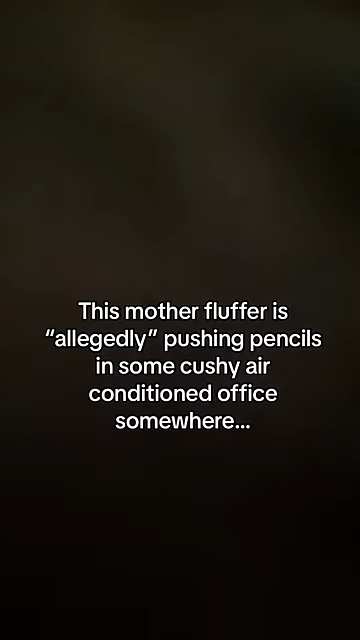 This mother fluffer is
“allegedly” pushing pencils
in some cushy air
conditioned office
somewhere...